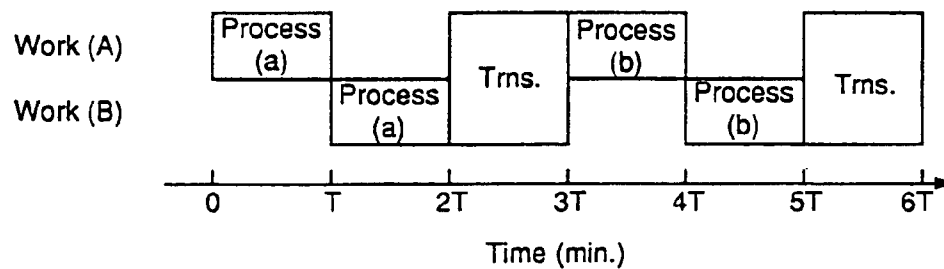 Work (A)
Process
(a)
Process
(b)
Trns.
Trns.
Work (B)
Process
(a)
Process
(b)
0 T 2T 3T 4T 5T 6T
Time (min.)